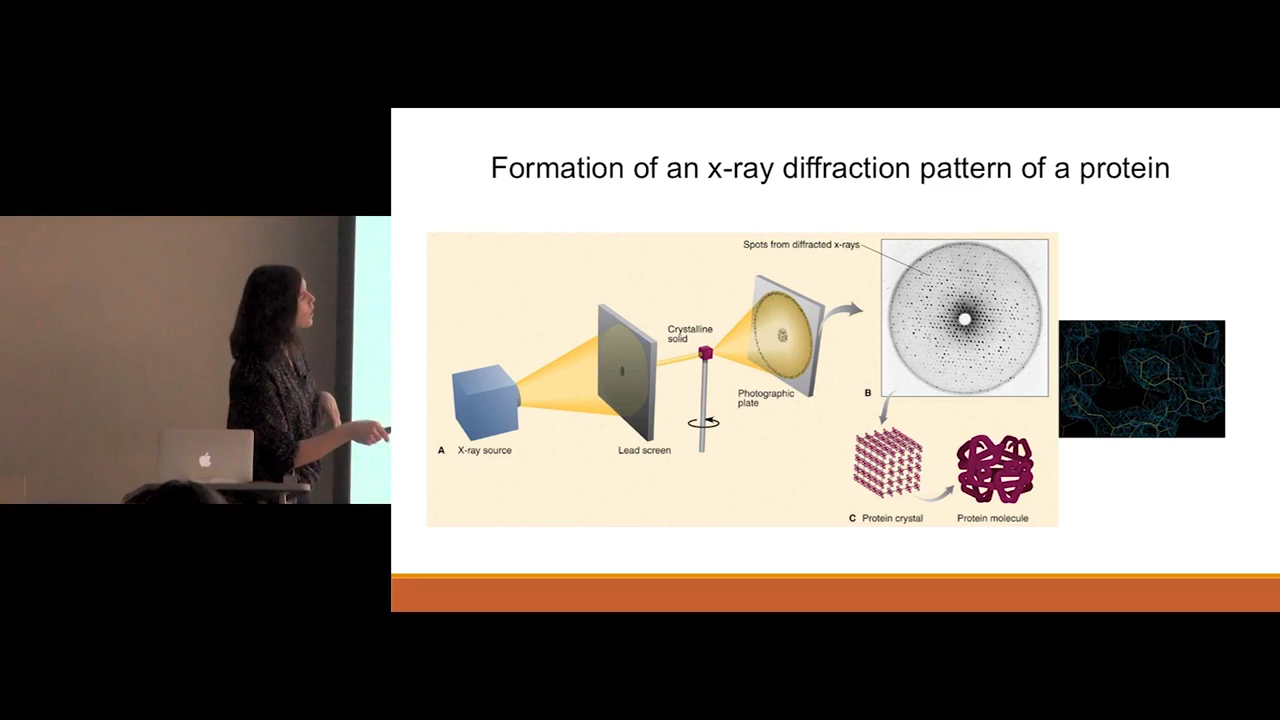 Formation of an x-ray diffraction pattern of a protein
Spots from diffracted x-rays
Crystalline
solid
Photographic
plate
B
A X-ray source
Lead screen
C Protein crystal
Protein molecule